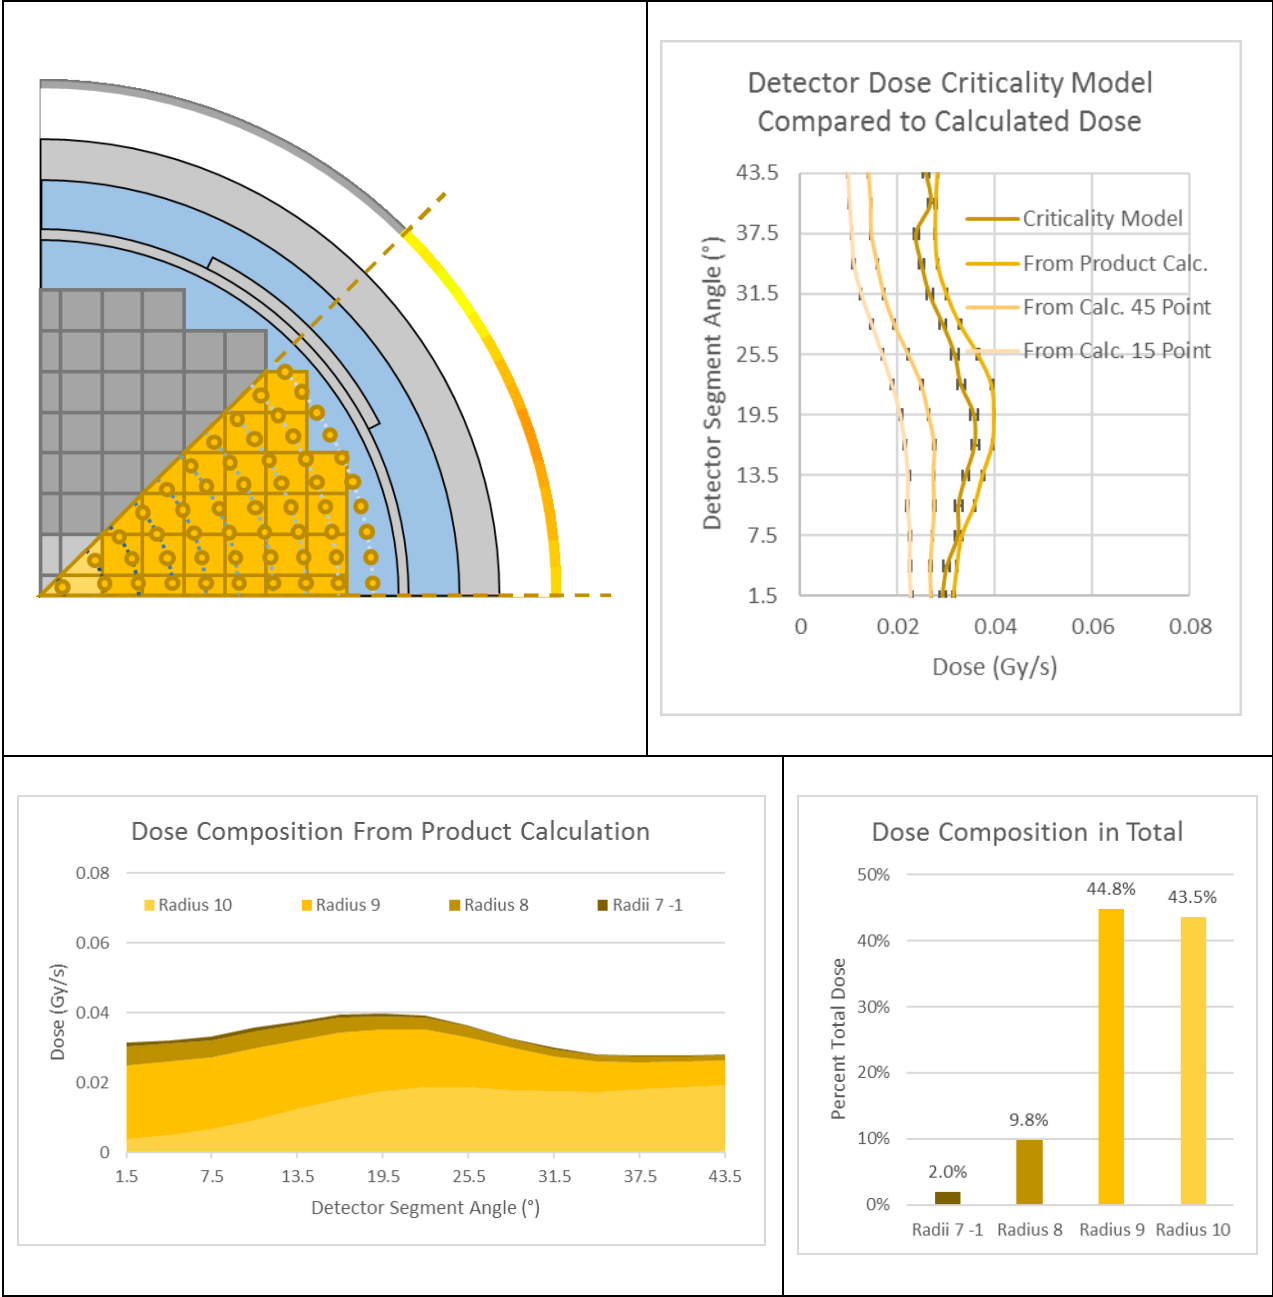 Detector Dose Criticality Model
Compared to Calculated Dose
43.5
37.5
31.5
25.5
19.5
13.5
7.5
1.5
Detector Segment Angle (°)
Criticality Model
From Product Calc.
From Calc. 45 Point
From Calc. 15 Point
0 0.02 0.04 0.06 0.08
Dose (Gy/s)
Dose Composition From Product Calculation
0.08
0.06
0.04
0.02
0
Dose (Gy/s)
Radius 10 Radius 9 Radius 8 Radii 7 -1
1.5 7.5 13.5 19.5 25.5 31.5 37.5 43.5
Detector Segment Angle (°)
Dose Composition in Total
50%
40%
30%
20%
10%
0%
Percent Total Dose
2.0%
9.8%
44.8%
43.5%
Radii 7 -1 Radius 8 Radius 9 Radius 10